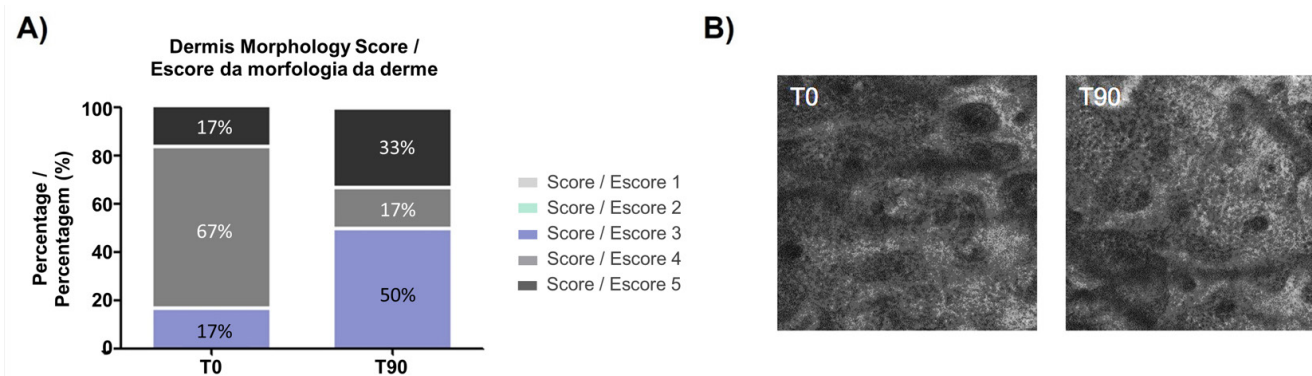 A)
Dermis Morphology Score /
Escore da morfologia da derme
Percentage /
Percentagem (%)
100
80
60
40
20
0
17%
67%
17%
33%
17%
50%
T0
T90
Score / Escore 1
Score / Escore 2
Score / Escore 3
Score / Escore 4
Score / Escore 5
B)
T0
T90